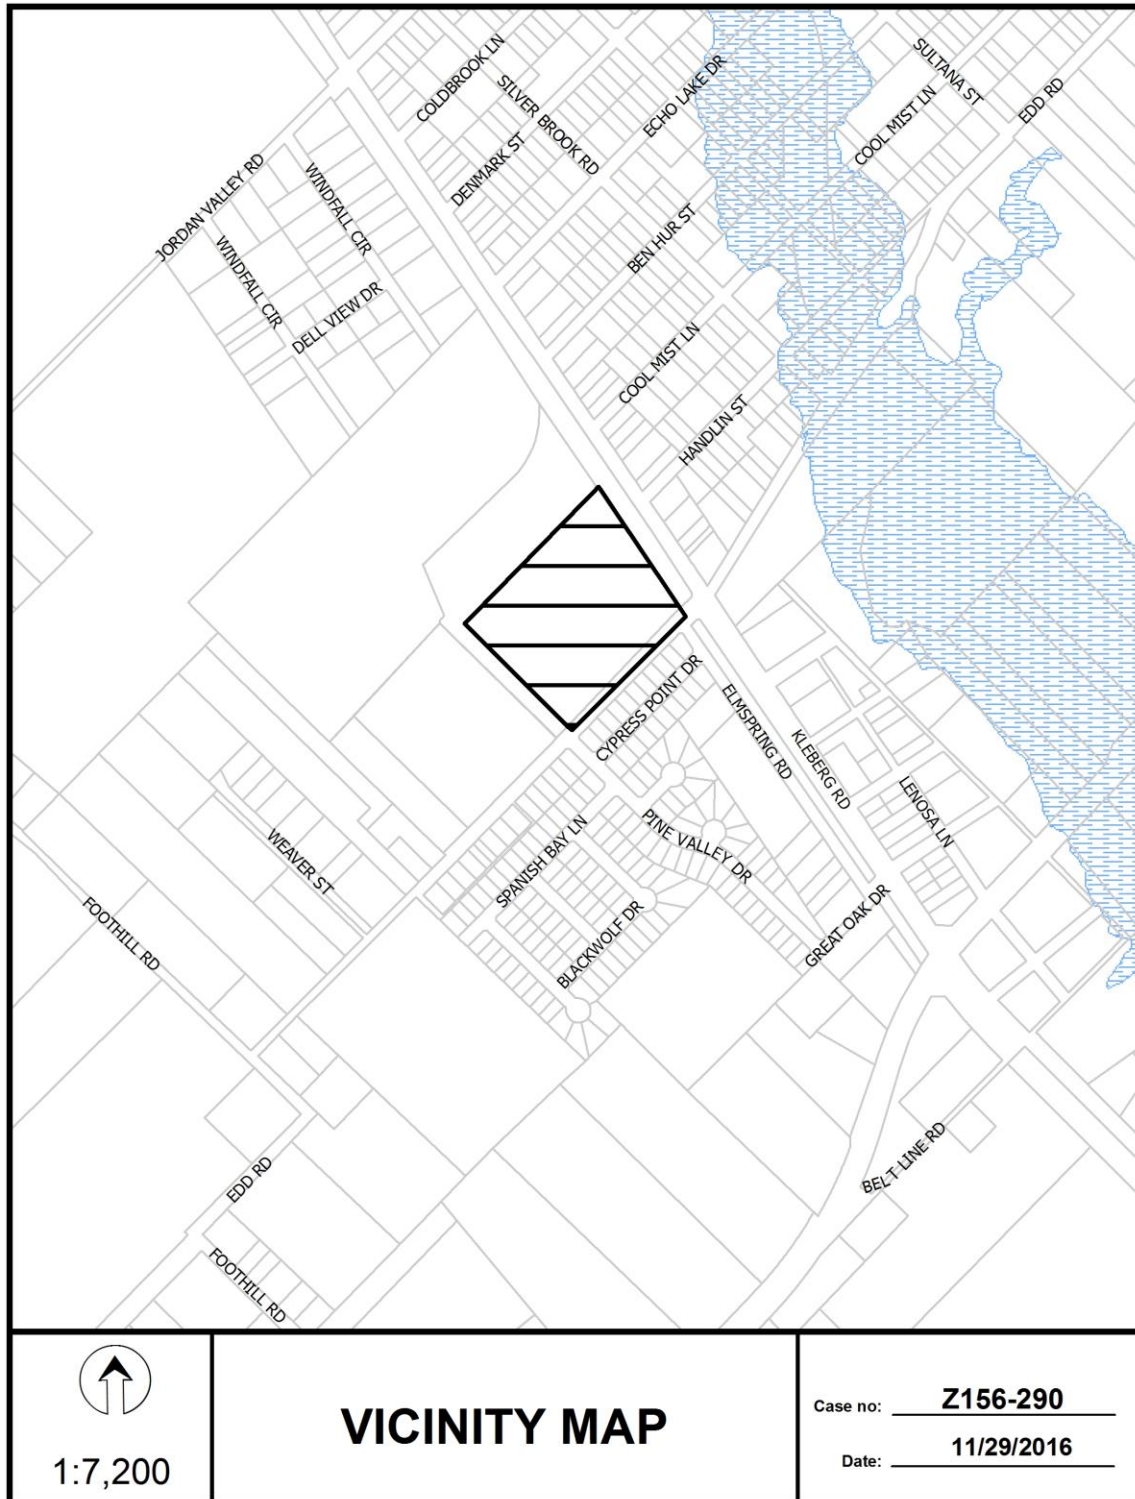 COLDBROOK LN
SULTANA ST
SILVER BROOK RD
ECHO LAKE DR
EDD RD
COOL MIST LN
DENMARK ST
JORDAN VALLEY RD
WINDFALL CIR
BEN HUR ST
WINDFALL CIR
DELL VIEW DR
COOL MIST LN
HANDLIN ST
CYPRESS POINT DR
ELMSPRING RD
KLEBERG RD
LENOSA LN
PINE VALLEY DR
SPANISH BAY LN
WEAVER ST
FOOTHILL RD
BLACKWOLF DR
GREAT OAK DR
BELT LINE RD
EDD RD
FOOTHILL RD
1:7,200
VICINITY MAP
Case no: Z156-290
Date: 11/29/2016